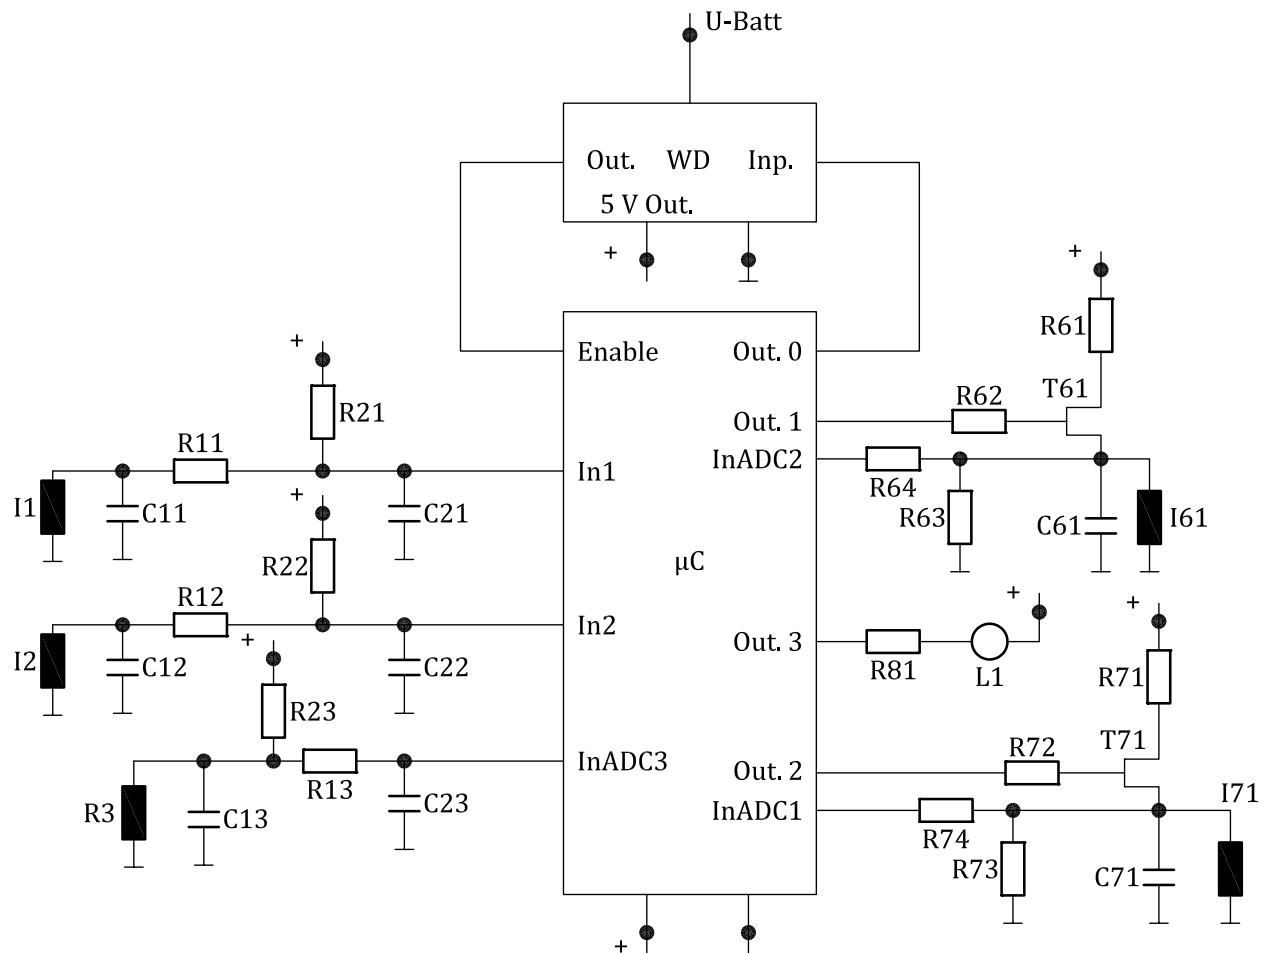 U-Batt
Out. WD Inp.
5 V Out.
+
+
R61
+
Enable
Out. 0
R21
R62
T61
Out. 1
R11
In1
InADC2
R64
+
I1
C11
C21
R63
C61
I61
R22
µC
R12
+
+
In2
+
Out. 3
I2
C12
C22
R81
L1
R71
R23
T71
R72
InADC3
Out. 2
R13
I71
R3
C13
C23
InADC1
R74
R73
C71
+